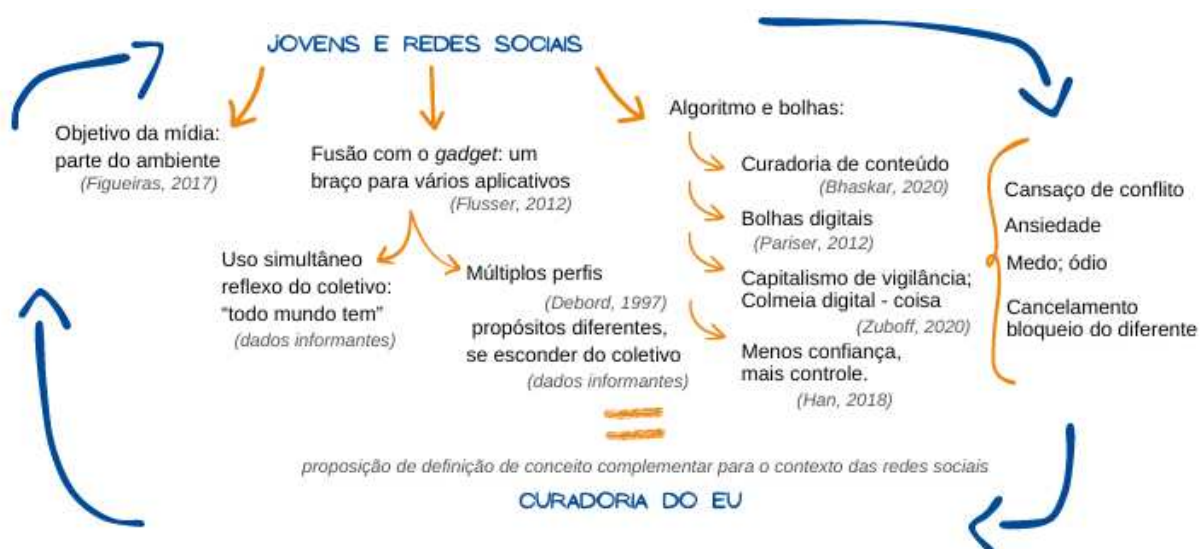 JOVENS E REDES SOCIAIS
Objetivo da mídia:
parte do ambiente
(Figueiras, 2017)
Fusão com o gadget: um
braço para vários aplicativos
(Flusser, 2012)
Uso simultâneo
reflexo do coletivo:
“todo mundo tem”
(dados informantes)
Múltiplos perfis
(Debord, 1997)
propósitos diferentes,
se esconder do coletivo
(dados informantes)
Algoritmo e bolhas:
Curadoria de conteúdo
(Bhaskar, 2020)
Bolhas digitais
(Pariser, 2012)
Capitalismo de vigilância;
Colmeia digital - coisa
(Zuboff, 2020)
Menos confiança,
mais controle.
(Han, 2018)
Cansaço de conflito
Ansiedade
Medo; ódio
Cancelamento
bloqueio do diferente
proposição de definição de conceito complementar para o contexto das redes sociais
CURADORIA DO EU